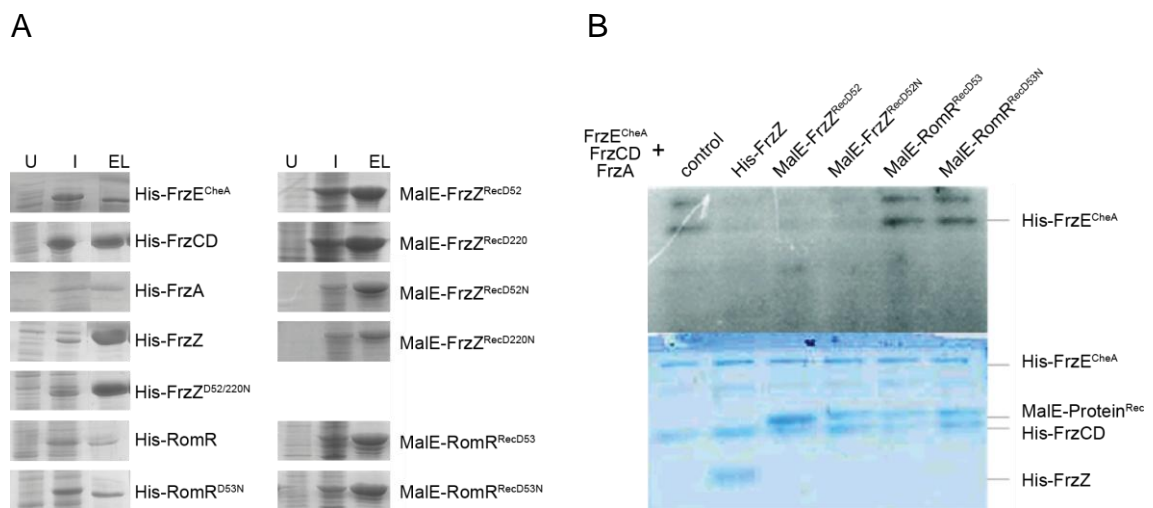 A
U I EL
His-FrzE^CheA
His-FrzCD
His-FrzA
His-FrzZ
His-FrzZ^D52/220N
His-RomR
His-RomR^D53N
U I EL
MalE-FrzZ^RecD52
MalE-FrzZ^RecD220
MalE-FrzZ^RecD52N
MalE-FrzZ^RecD220N
MalE-RomR^RecD53
MalE-RomR^RecD53N
B
FrzE^CheA
FrzCD +
FrzA
control
His-FrzZ
MalE-FrzZ^RecD52
MalE-FrzZ^RecD52N
MalE-RomR^RecD53
MalE-RomR^RecD53N
His-FrzE^CheA
His-FrzE^CheA
MalE-Protein^Rec
His-FrzCD
His-FrzZ